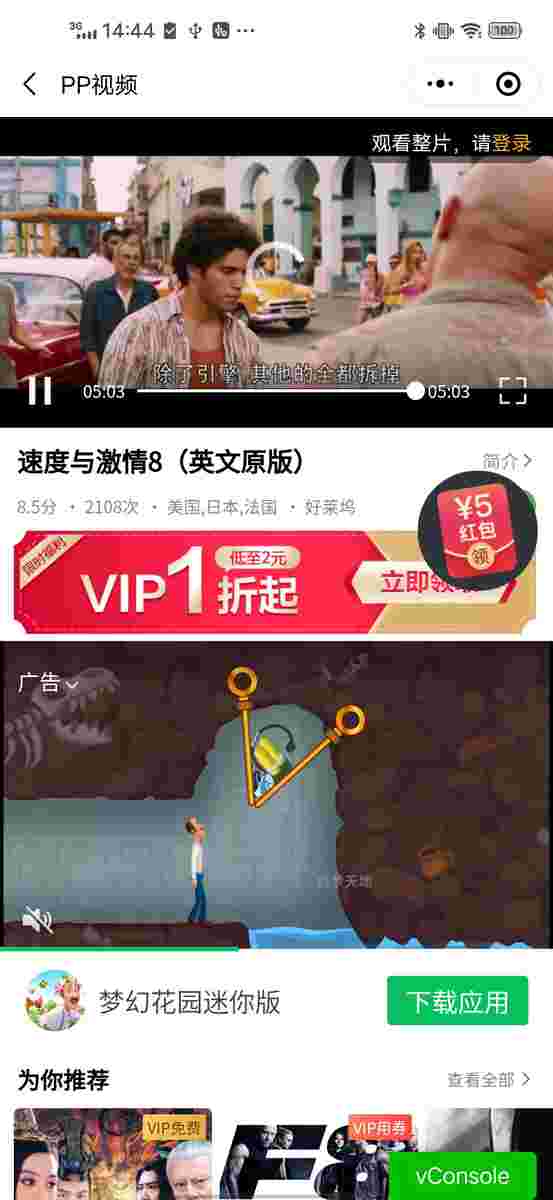 3G 14:44 100
PP视频
观看整片，请登录
除了引擎 其他的全都拆掉
05:03 05:03
速度与激情8（英文原版）
简介
8.5分 · 2108次 · 美国,日本,法国 · 好莱坞
¥5
红包
领
限时福利
VIP1折起
低至2元
立即领
广告
梦幻花园迷你版
下载应用
为你推荐
查看全部
VIP免费
VIP用券
F8
vConsole